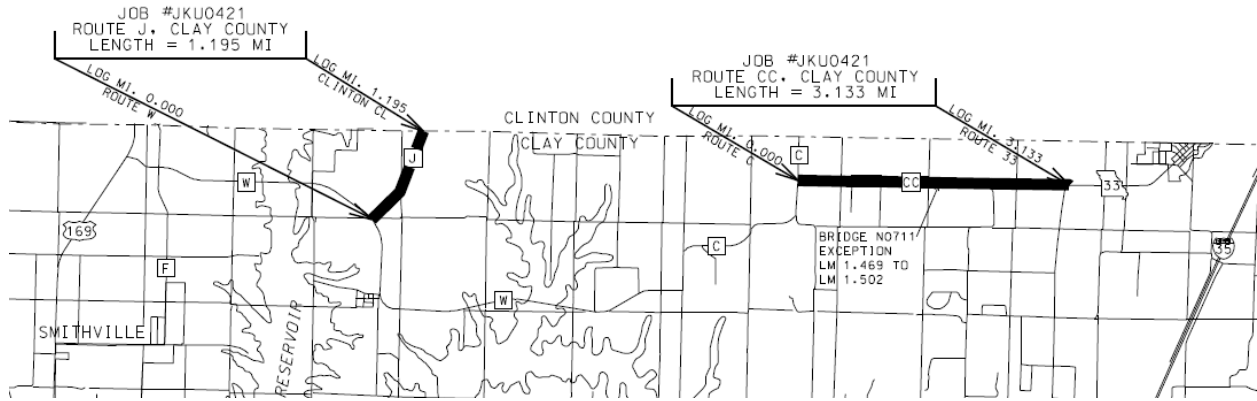 JOB #JKU0421
ROUTE J, CLAY COUNTY
LENGTH = 1.195 MI
LOG MI. 0.000
ROUTE W
LOG MI. 1.195
CLINTON CL
JOB #JKU0421
ROUTE CC, CLAY COUNTY
LENGTH = 3.133 MI
LOG MI. 0.000
ROUTE C
LOG MI. 3.133
ROUTE 33
CLINTON COUNTY
CLAY COUNTY
J
C
W
CC
33
169
F
C
BRIDGE N0711
EXCEPTION
LM 1.469 TO
LM 1.502
35
W
SMITHVILLE
RESERVOIR